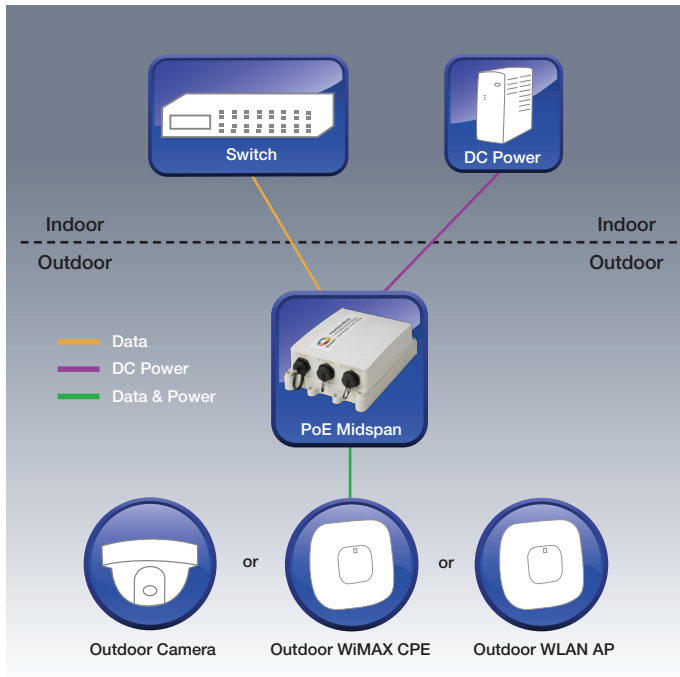 Switch
DC Power
Indoor
Indoor
Outdoor
Outdoor
Data
DC Power
Data & Power
PoE Midspan
or
or
Outdoor Camera
Outdoor WiMAX CPE
Outdoor WLAN AP